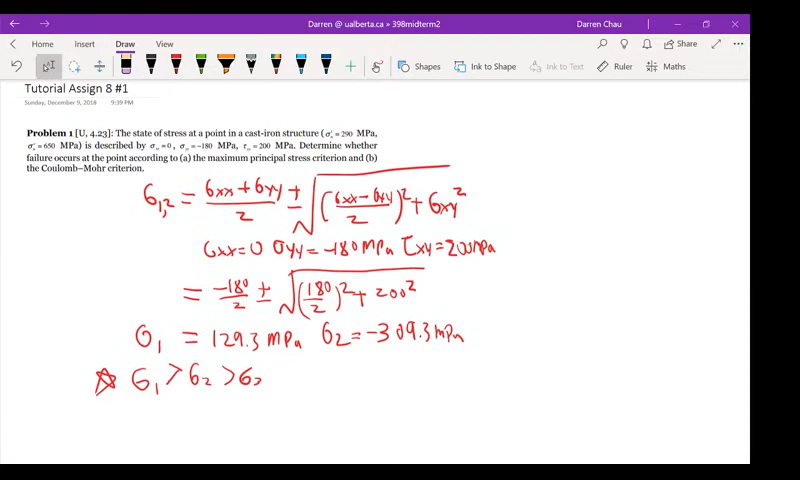 Darren @ ualberta.ca » 398midterm2
Darren Chau
Home Insert Draw View
Share
Shapes Ink to Shape Ink to Text Ruler Maths
Tutorial Assign 8 #1
Sunday, December 9, 2018 9:39 PM
Problem 1 [U, 4.23]: The state of stress at a point in a cast-iron structure (σ = 290 MPa,
σ = 650 MPa) is described by σ = 0, σ = −180 MPa, τ = 200 MPa. Determine whether
failure occurs at the point according to (a) the maximum principal stress criterion and (b)
the Coulomb–Mohr criterion.
σ1,2 = (σxx + σyy)/2 ± √(((σxx − σxy)/2)² + σxy²)
σxx = 0 σyy = -180 MPa τxy = 200 MPa
= -180/2 ± √((180/2)² + 200²)
σ1 = 129.3 MPa σ2 = -309.3 MPa
☆ σ1 > σ2 > σ3